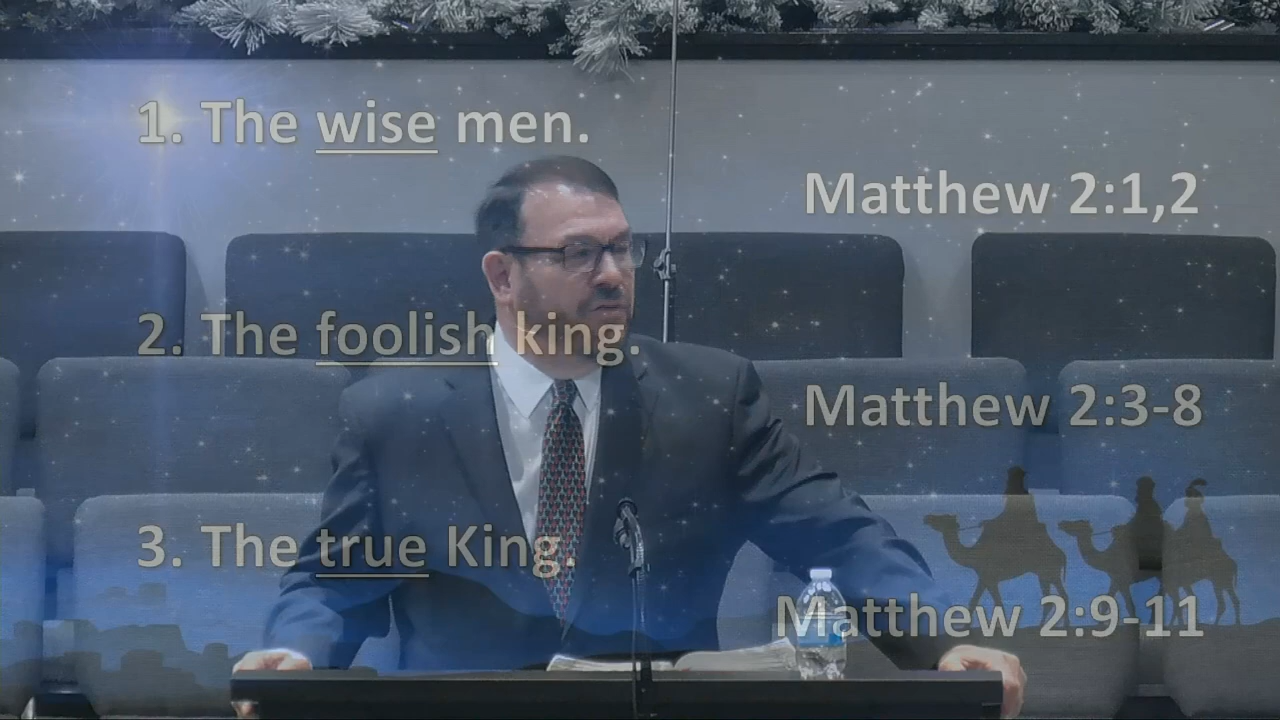 1. The wise men.
Matthew 2:1,2
2. The foolish king.
Matthew 2:3-8
3. The true King.
Matthew 2:9-11